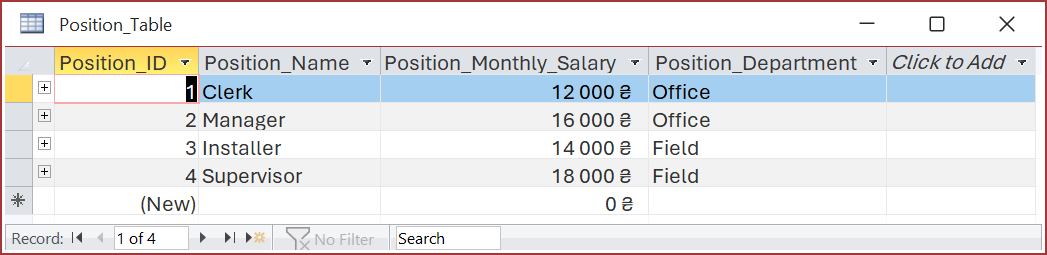 Position_Table
Position_ID Position_Name Position_Monthly_Salary Position_Department Click to Add
1 Clerk 12 000 ₴ Office
2 Manager 16 000 ₴ Office
3 Installer 14 000 ₴ Field
4 Supervisor 18 000 ₴ Field
(New) 0 ₴
Record: 1 of 4 No Filter Search